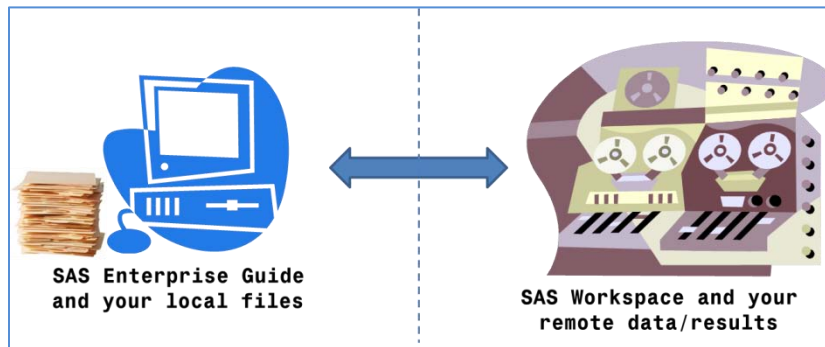 SAS Enterprise Guide
and your local files
SAS Workspace and your
remote data/results